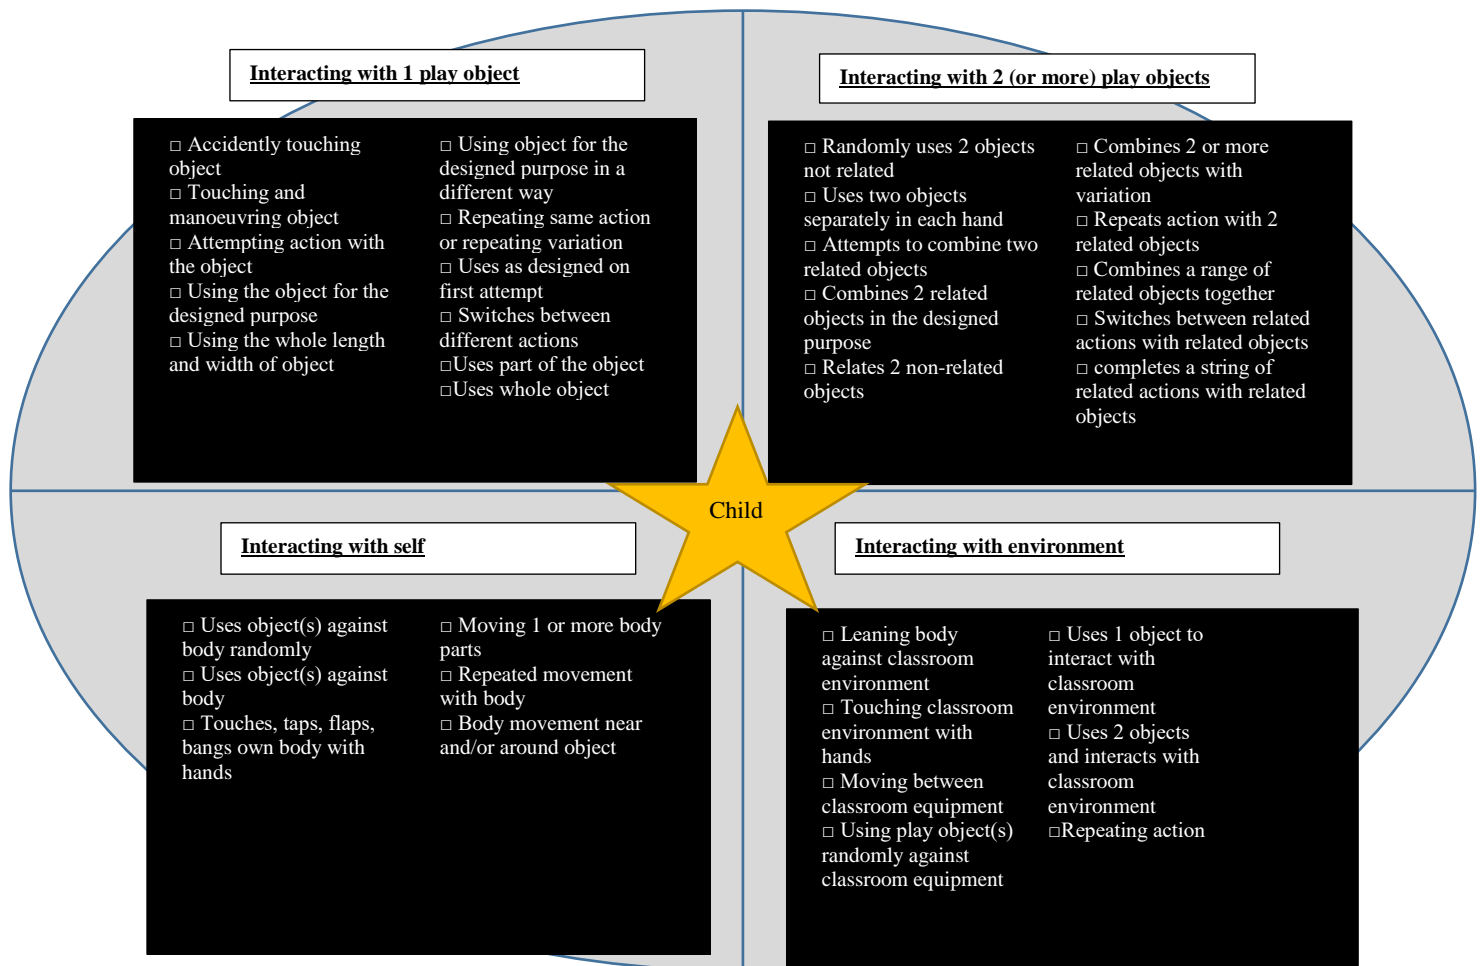 Interacting with 1 play object
□ Accidently touching
object
□ Touching and
manoeuvring object
□ Attempting action with
the object
□ Using the object for the
designed purpose
□ Using the whole length
and width of object
□ Using object for the
designed purpose in a
different way
□ Repeating same action
or repeating variation
□ Uses as designed on
first attempt
□ Switches between
different actions
□Uses part of the object
□Uses whole object
Interacting with 2 (or more) play objects
□ Randomly uses 2 objects
not related
□ Uses two objects
separately in each hand
□ Attempts to combine two
related objects
□ Combines 2 related
objects in the designed
purpose
□ Relates 2 non-related
objects
□ Combines 2 or more
related objects with
variation
□ Repeats action with 2
related objects
□ Combines a range of
related objects together
□ Switches between related
actions with related objects
□ completes a string of
related actions with related
objects
Child
Interacting with self
□ Uses object(s) against
body randomly
□ Uses object(s) against
body
□ Touches, taps, flaps,
bangs own body with
hands
□ Moving 1 or more body
parts
□ Repeated movement
with body
□ Body movement near
and/or around object
Interacting with environment
□ Leaning body
against classroom
environment
□ Touching classroom
environment with
hands
□ Moving between
classroom equipment
□ Using play object(s)
randomly against
classroom equipment
□ Uses 1 object to
interact with
classroom
environment
□ Uses 2 objects
and interacts with
classroom
environment
□Repeating action